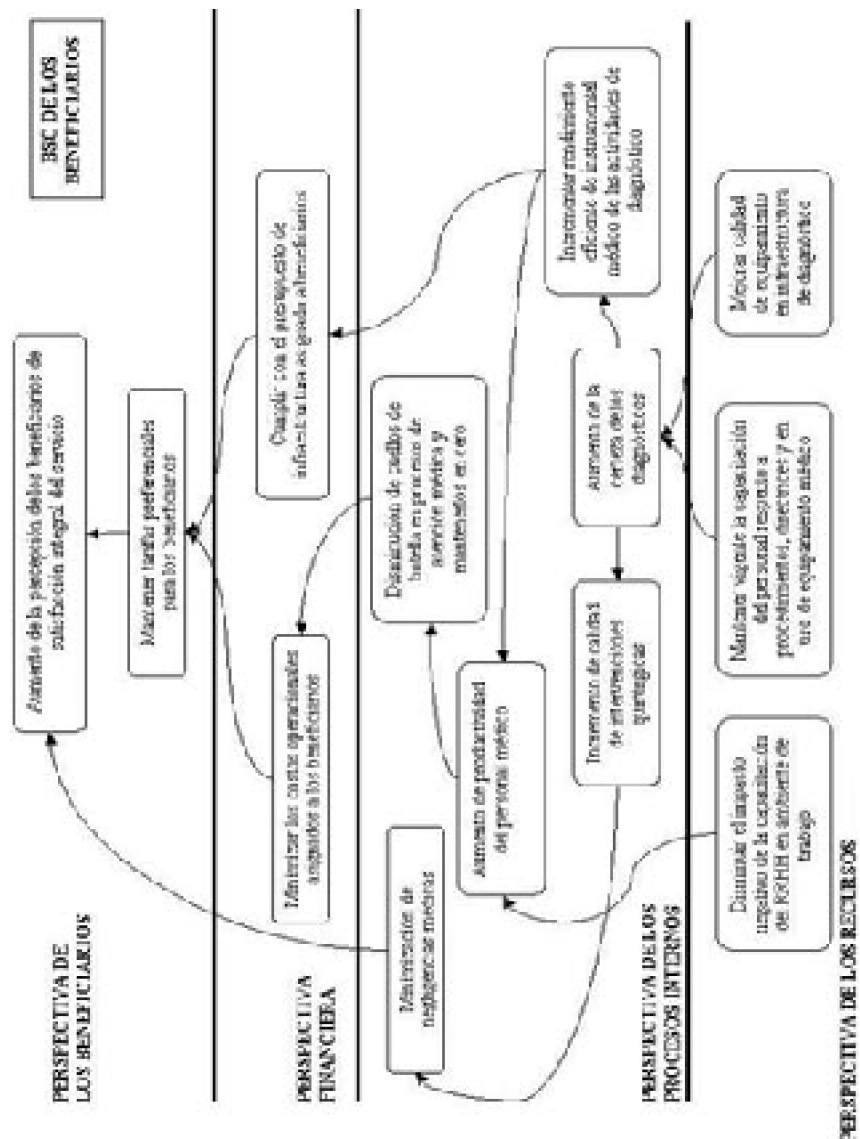 BSC DE LOS
BENEFICIARIOS
PERSPECTIVA DE
LOS BENEFICIARIOS
Aumento de la percepción de los beneficiarios de
satisfacción integral del servicio
Mantener tarifas preferenciales
para los beneficiarios
PERSPECTIVA
FINANCIERA
Minimizar los costos operacionales
asignados a los beneficiarios
Cumplir con el presupuesto de
infraestructura asignada a beneficiarios
PERSPECTIVA DE LOS
PROCESOS INTERNOS
Minimización de
negligencias médicas
Aumento de productividad
del personal médico
Disminución de cuellos de
botella en procesos de
atención médica y
mantenerlos en cero
Incremento de calidad
de intervenciones
quirúrgicas
Aumento de la
certeza de los
diagnósticos
Incrementar rendimiento
eficiente de instrumental
médico de las actividades de
diagnóstico
PERSPECTIVA DE LOS RECURSOS
Disminuir el impacto
negativo de la capacitación
del RRHH en ambiente de
trabajo
Mantener vigente la capacitación
del personal respecto a
procedimientos, directrices y en
uso de equipamiento médico
Mejorar calidad
de equipamiento
en infraestructura
de diagnóstico